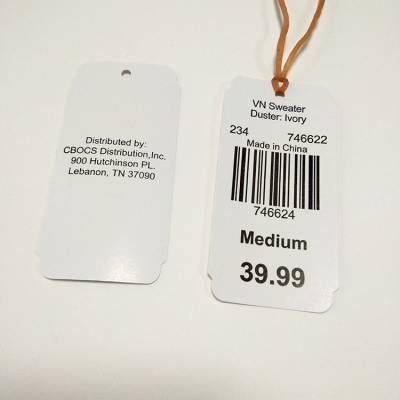 Distributed by:
CBOCS Distribution,Inc.
900 Hutchinson PL.
Lebanon, TN 37090
VN Sweater
Duster: Ivory
234 746622
Made in China
746624
Medium
39.99